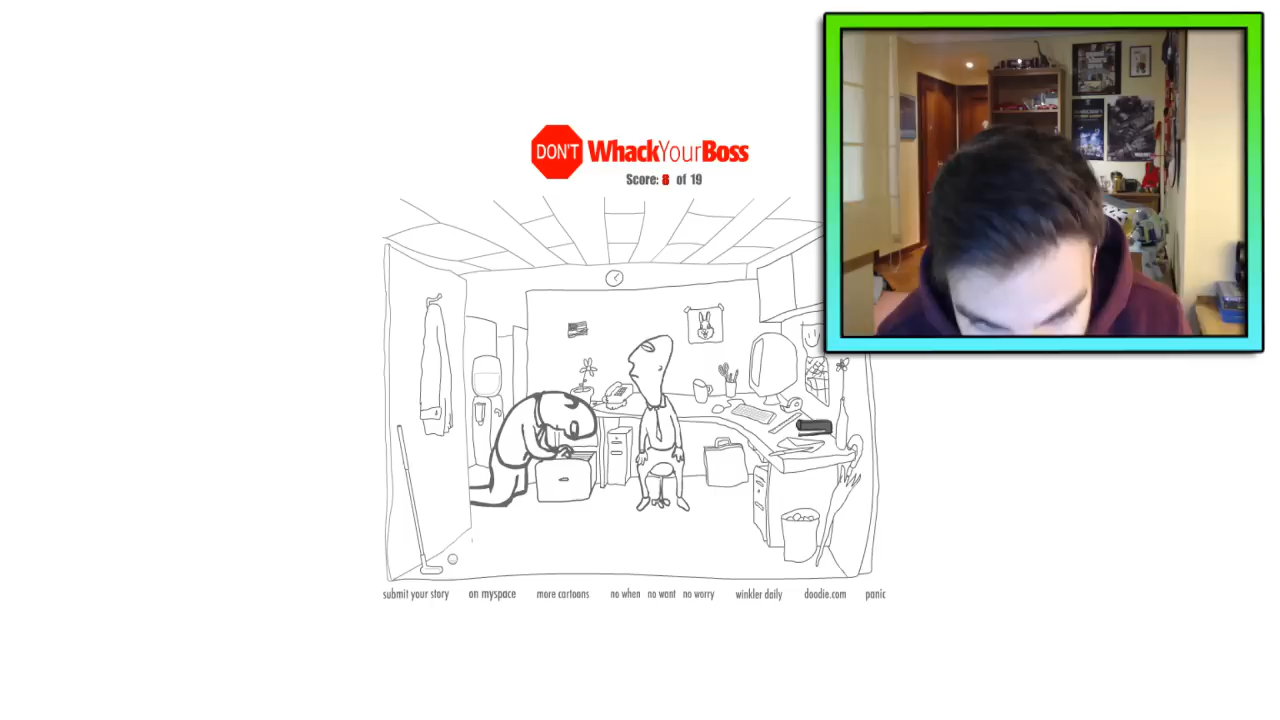 DON'T WhackYourBoss
Score: 8 of 19
submit your story on myspace more cartoons no when no want no worry winkler daily doodie.com panic